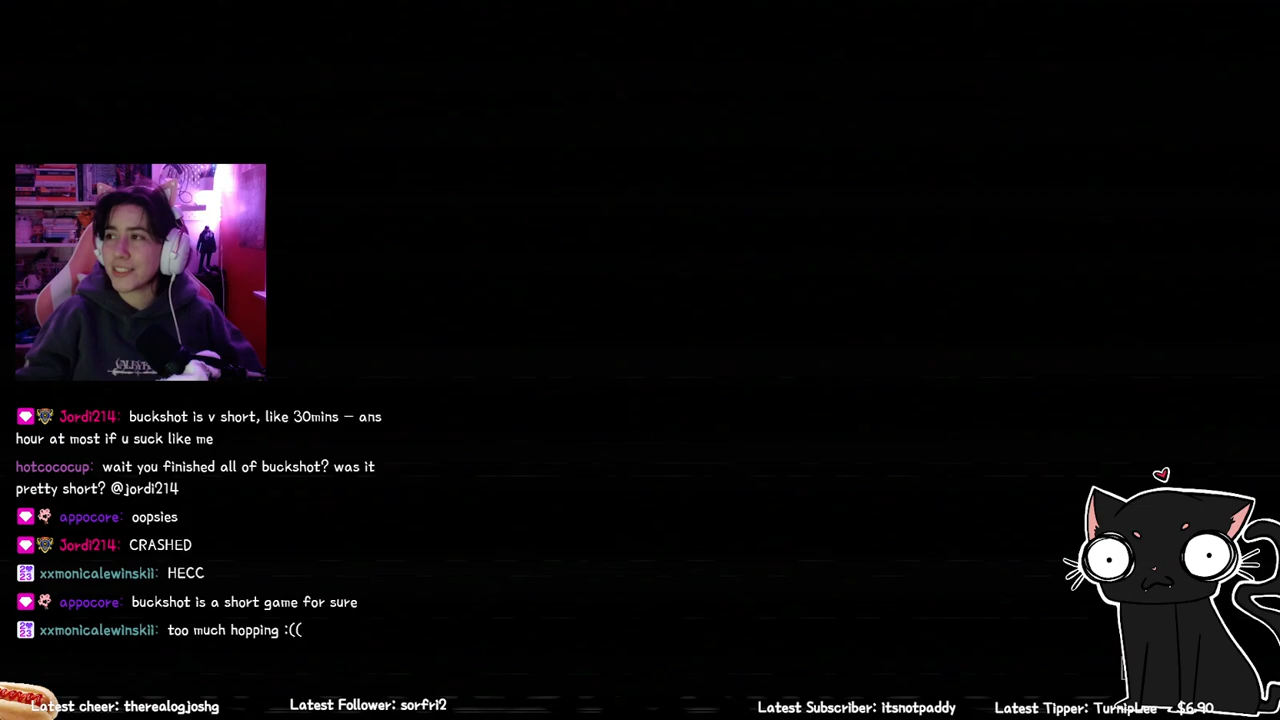 Jordi214: buckshot is v short, like 30mins – ans
hour at most if u suck like me
hotcococup: wait you finished all of buckshot? was it
pretty short? @jordi214
appocore: oopsies
Jordi214: CRASHED
xxmonicalewinskii: HECC
appocore: buckshot is a short game for sure
xxmonicalewinskii: too much hopping :((
Latest cheer: therealogjoshg
Latest Follower: sorfri2
Latest Subscriber: itsnotpaddy
Latest Tipper: TurnipLee - $6.90